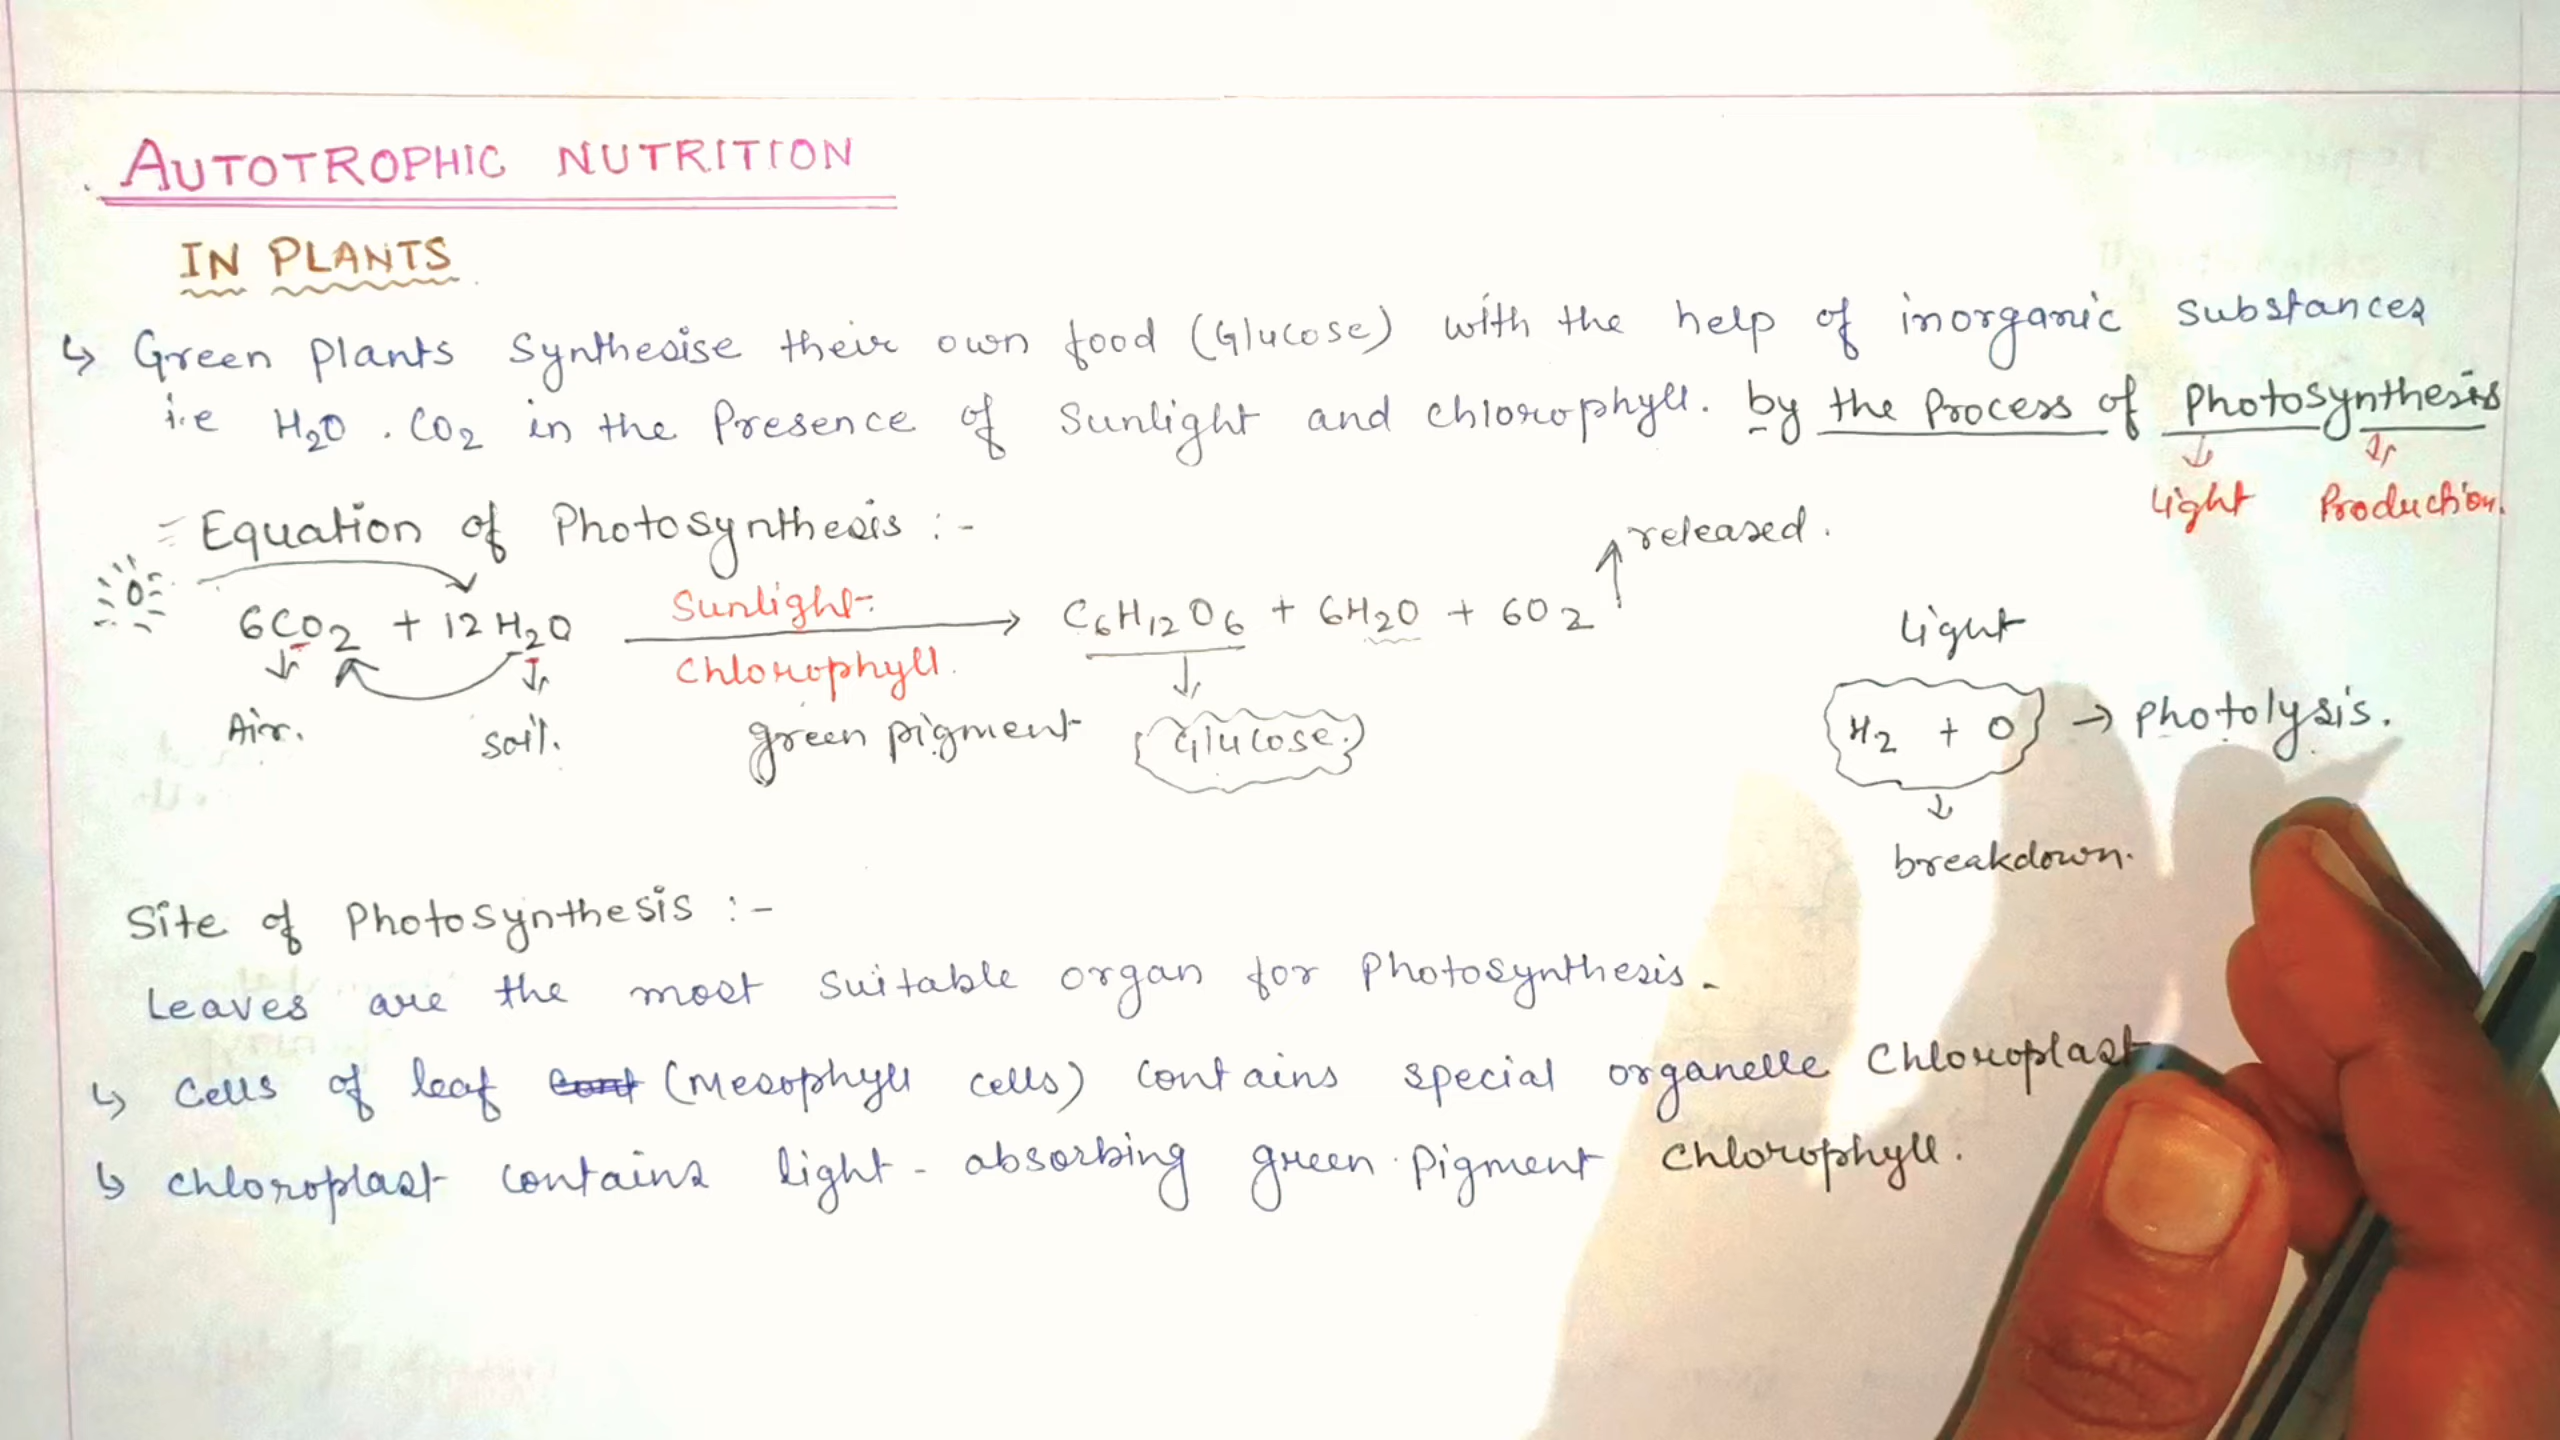 AUTOTROPHIC NUTRITION
IN PLANTS
↳ Green plants Synthesise their own food (Glucose) with the help of inorganic substances
i.e H₂O . CO₂ in the Presence of Sunlight and chlorophyll. by the Process of Photosynthesis
Light Production.
Equation of Photosynthesis :-
released.
6CO₂ + 12H₂O Sunlight → C₆H₁₂O₆ + 6H₂O + 6O₂ ↑
Chlorophyll.
Air. soil. green pigment Glucose.
Light
H₂ + O → Photolysis.
breakdown.
Site of Photosynthesis :-
Leaves are the most suitable organ for Photosynthesis.
↳ Cells of leaf (Mesophyll cells) contains special organelle Chloroplast
↳ chloroplast contains light - absorbing green pigment chlorophyll.